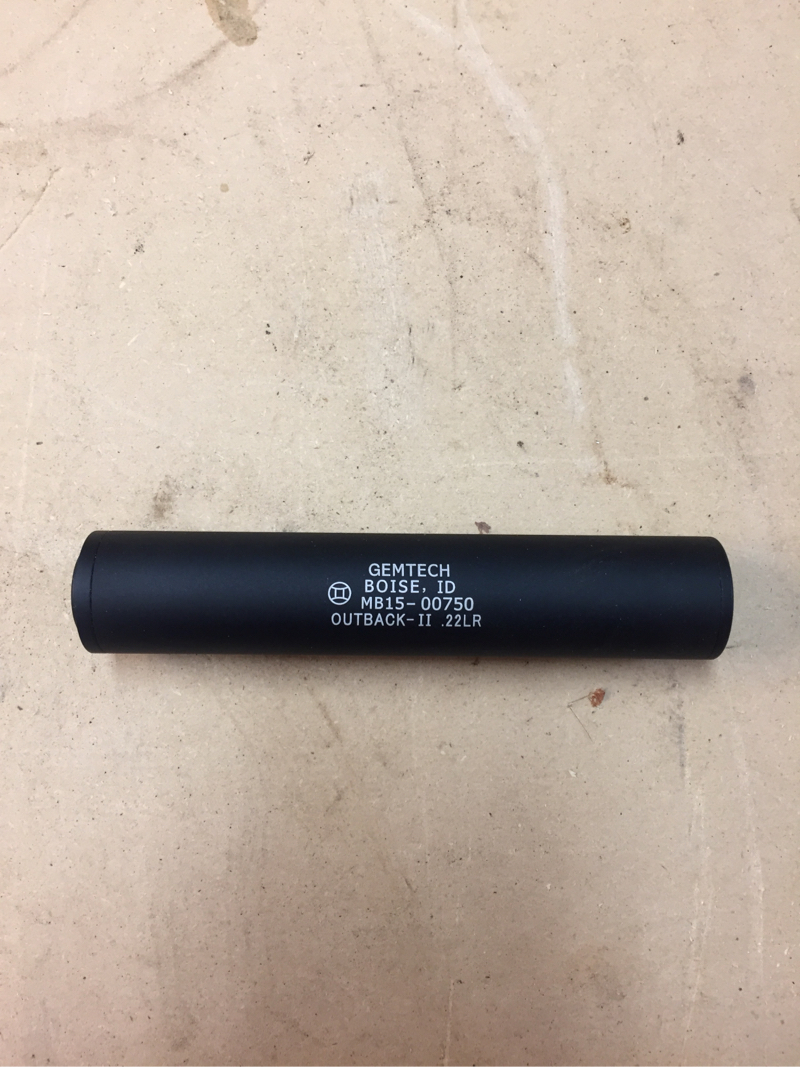 GEMTECH
BOISE, ID
MB15-00750
OUTBACK-II .22LR